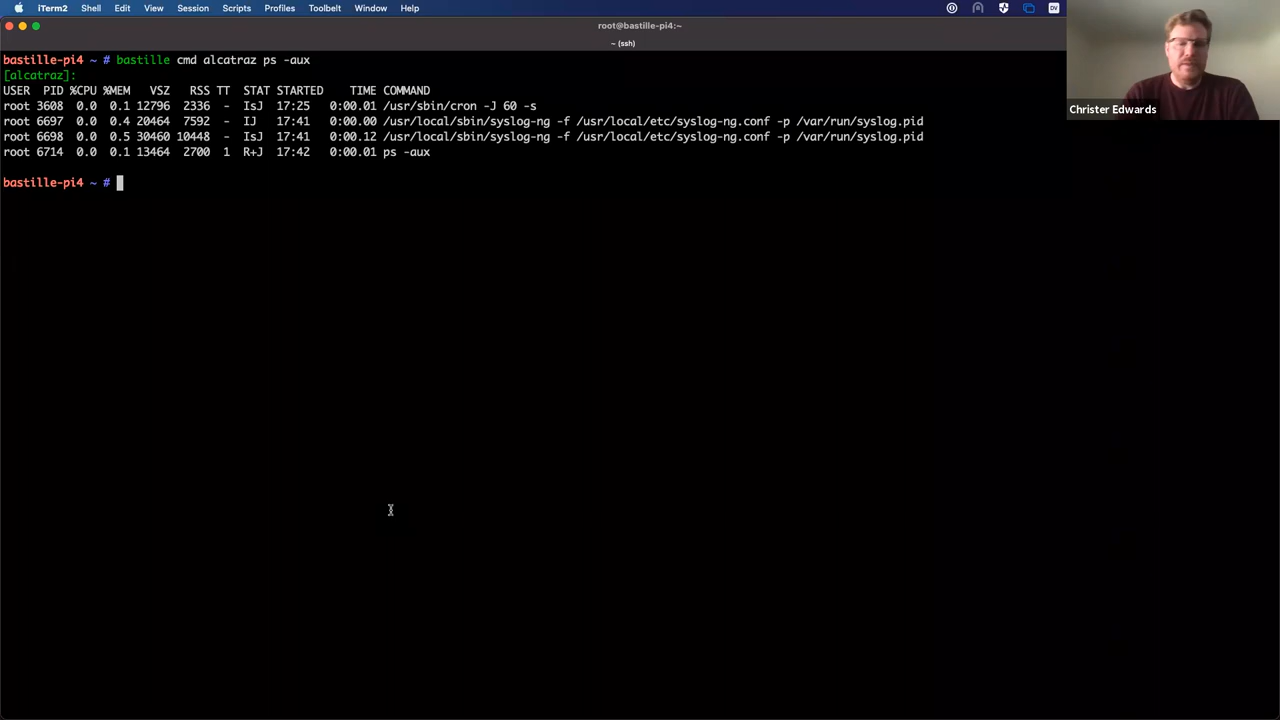 iTerm2 Shell Edit View Session Scripts Profiles Toolbelt Window Help
DV
root@bastille-pi4:~
~ (ssh)
bastille-pi4 ~ # bastille cmd alcatraz ps -aux
[alcatraz]:
USER PID %CPU %MEM VSZ RSS TT STAT STARTED TIME COMMAND
root 3608 0.0 0.1 12796 2336 - IsJ 17:25 0:00.01 /usr/sbin/cron -J 60 -s
root 6697 0.0 0.4 20464 7592 - IJ 17:41 0:00.00 /usr/local/sbin/syslog-ng -f /usr/local/etc/syslog-ng.conf -p /var/run/syslog.pid
root 6698 0.0 0.5 30460 10448 - IsJ 17:41 0:00.12 /usr/local/sbin/syslog-ng -f /usr/local/etc/syslog-ng.conf -p /var/run/syslog.pid
root 6714 0.0 0.1 13464 2700 1 R+J 17:42 0:00.01 ps -aux
bastille-pi4 ~ #
Christer Edwards